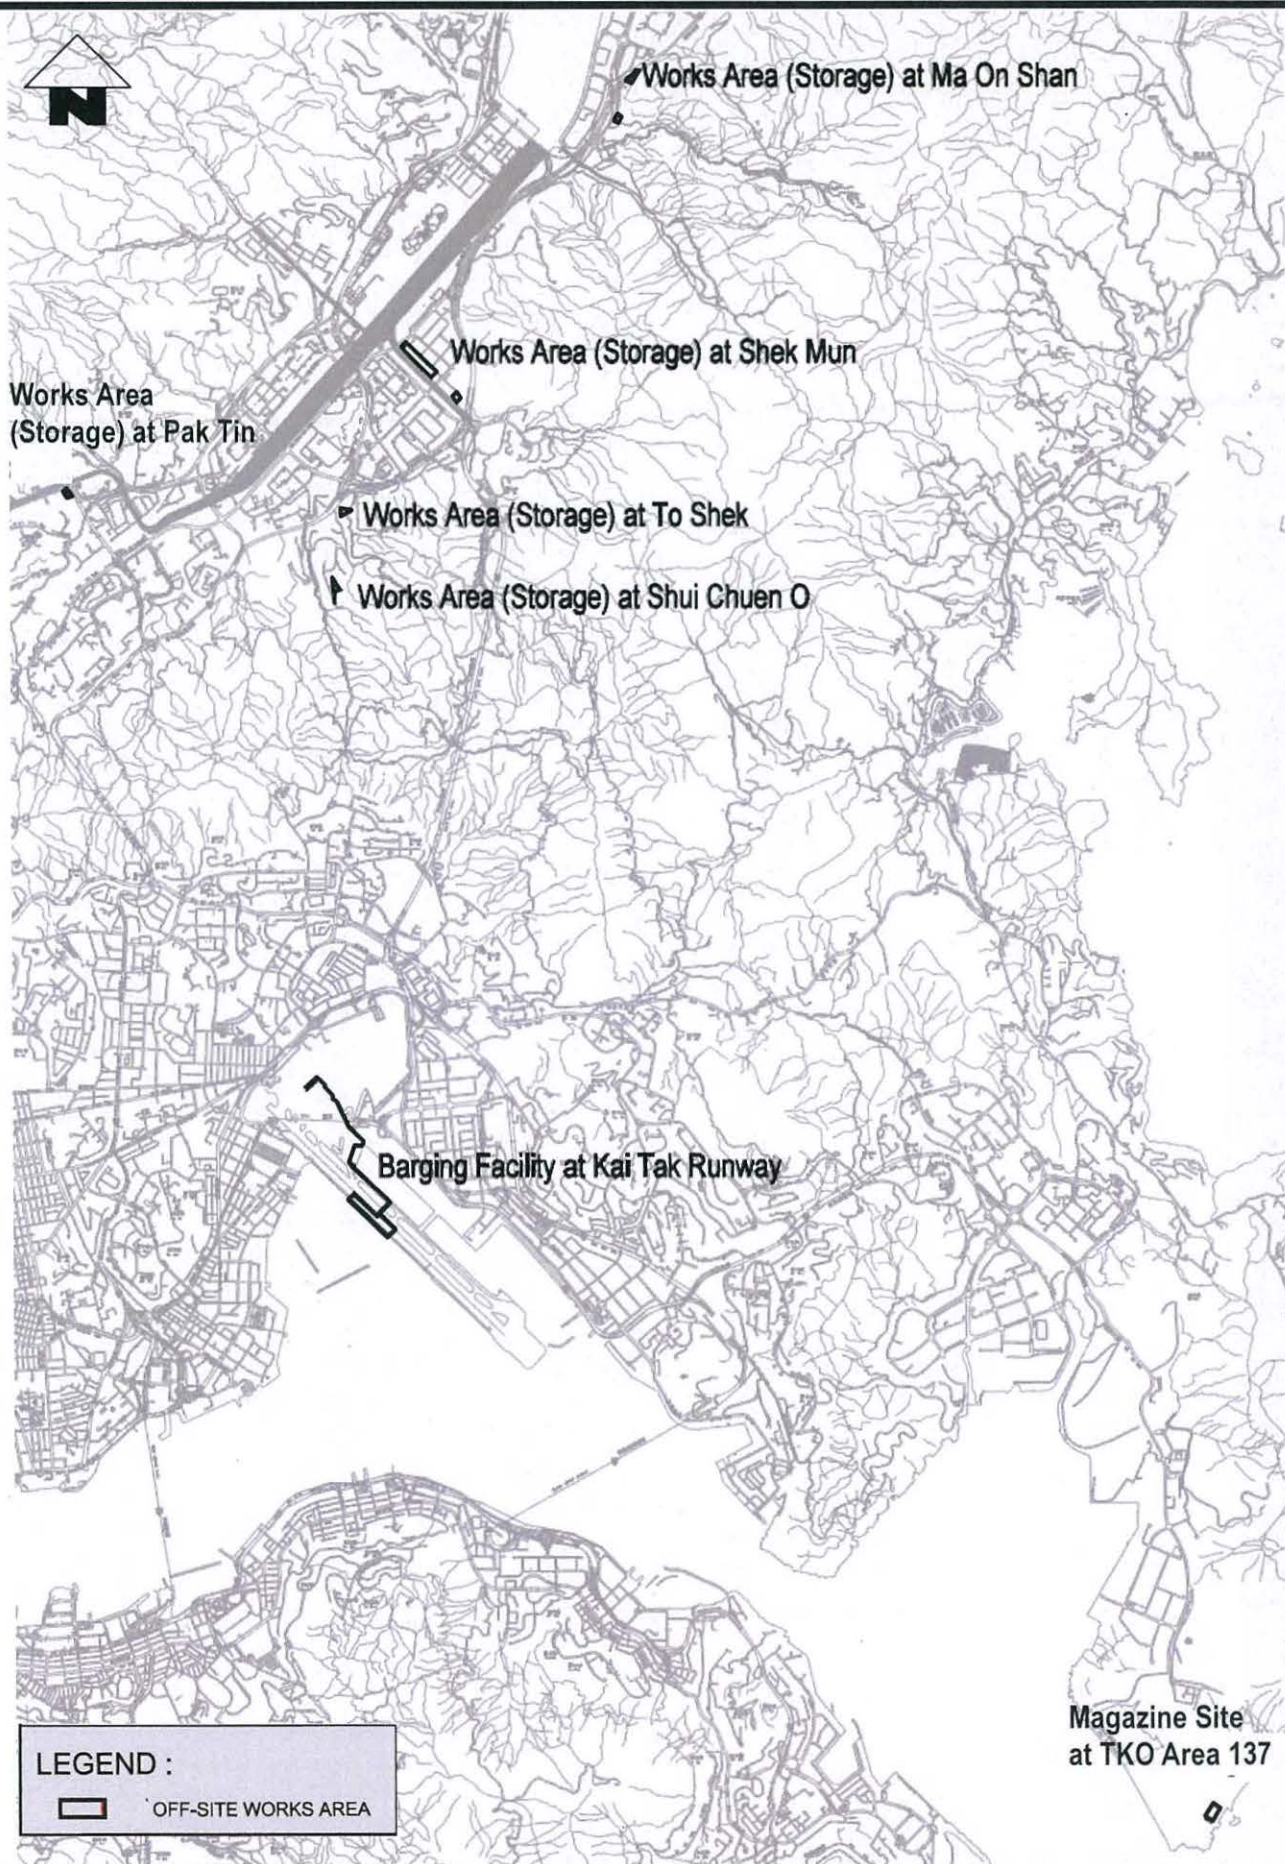 N
Works Area (Storage) at Ma On Shan
Works Area (Storage) at Shek Mun
Works Area
(Storage) at Pak Tin
Works Area (Storage) at To Shek
Works Area (Storage) at Shui Chuen O
Barging Facility at Kai Tak Runway
Magazine Site
at TKO Area 137
LEGEND :
OFF-SITE WORKS AREA